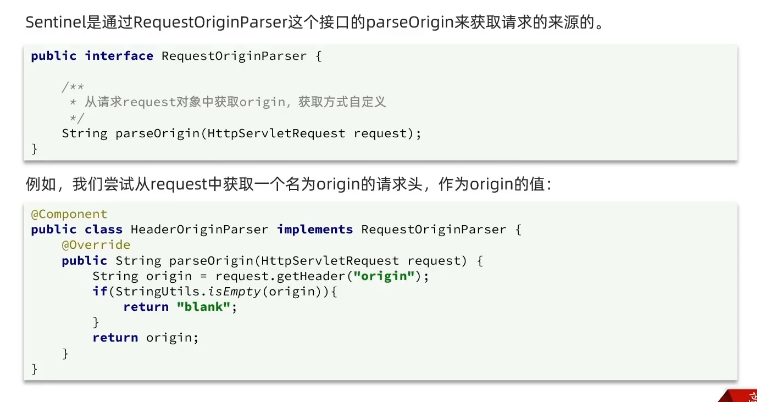 Sentinel是通过RequestOriginParser这个接口的parseOrigin来获取请求的来源的。
public interface RequestOriginParser {
/**
* 从请求request对象中获取origin，获取方式自定义
*/
String parseOrigin(HttpServletRequest request);
}
例如，我们尝试从request中获取一个名为origin的请求头，作为origin的值：
@Component
public class HeaderOriginParser implements RequestOriginParser {
@Override
public String parseOrigin(HttpServletRequest request) {
String origin = request.getHeader("origin");
if(StringUtils.isEmpty(origin)){
return "blank";
}
return origin;
}
}